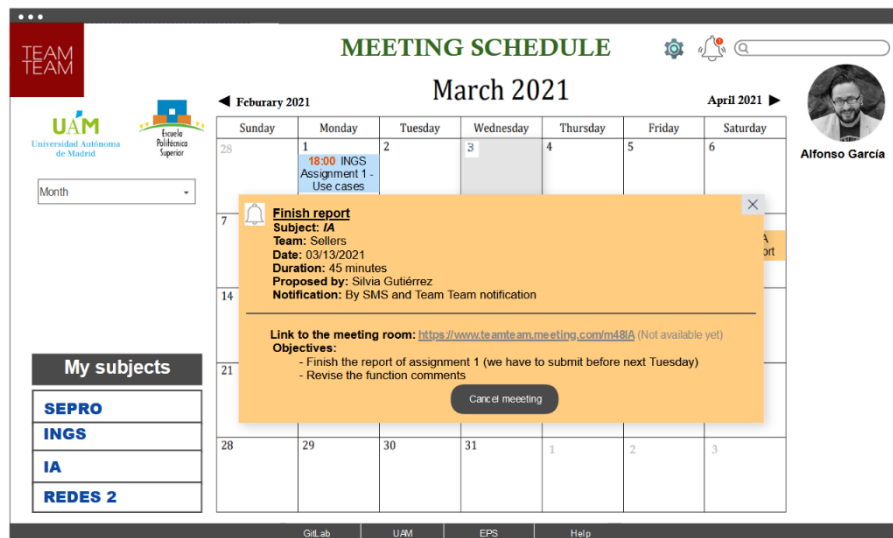 TEAM
TEAM
MEETING SCHEDULE
UAM
Universidad Autónoma
de Madrid
Escuela
Politécnica
Superior
Month
Feburary 2021
March 2021
April 2021
Alfonso García
Sunday Monday Tuesday Wednesday Thursday Friday Saturday
28 1 2 3 4 5 6
18:00 INGS
Assignment 1 -
Use cases
7
A
ort
Finish report
Subject: IA
Team: Sellers
Date: 03/13/2021
Duration: 45 minutes
Proposed by: Silvia Gutiérrez
Notification: By SMS and Team Team notification
14
Link to the meeting room: https://www.teamteam.meeting.com/m48IA (Not available yet)
Objectives:
- Finish the report of assignment 1 (we have to submit before next Tuesday)
- Revise the function comments
Cancel meeeting
21
28 29 30 31 1 2 3
My subjects
SEPRO
INGS
IA
REDES 2
GitLab UAM EPS Help